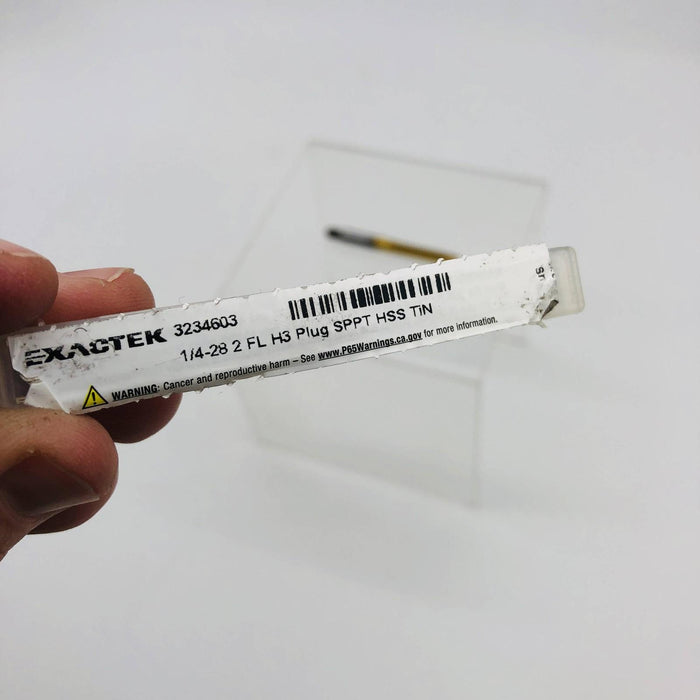 EXACTEK 3234603
1/4-28 2 FL H3 Plug SPPT HSS TiN
WARNING: Cancer and reproductive harm – See www.P65Warnings.ca.gov for more information.